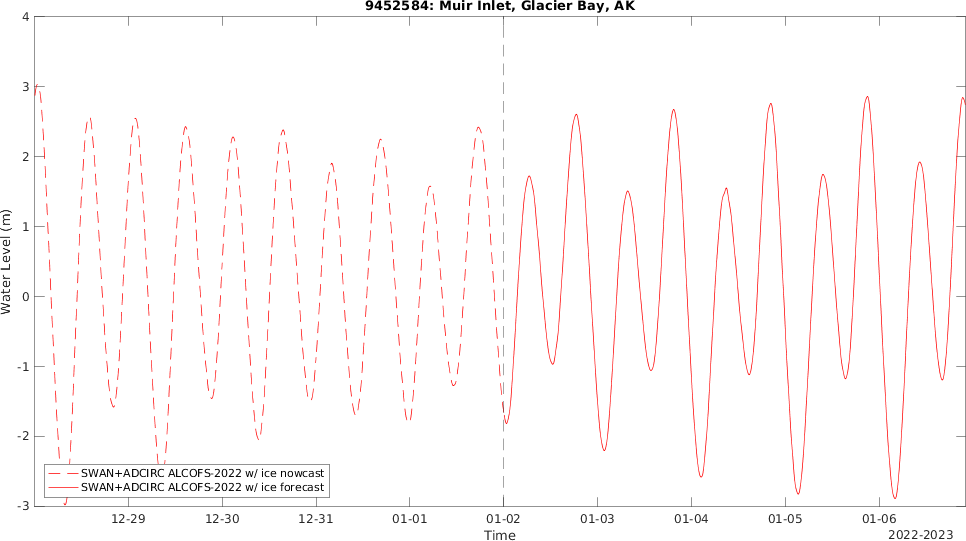 9452584: Muir Inlet, Glacier Bay, AK
4
3
2
1
0
-1
-2
-3
Water Level (m)
SWAN+ADCIRC ALCOFS-2022 w/ ice nowcast
SWAN+ADCIRC ALCOFS-2022 w/ ice forecast
12-29 12-30 12-31 01-01 01-02 01-03 01-04 01-05 01-06
Time
2022-2023